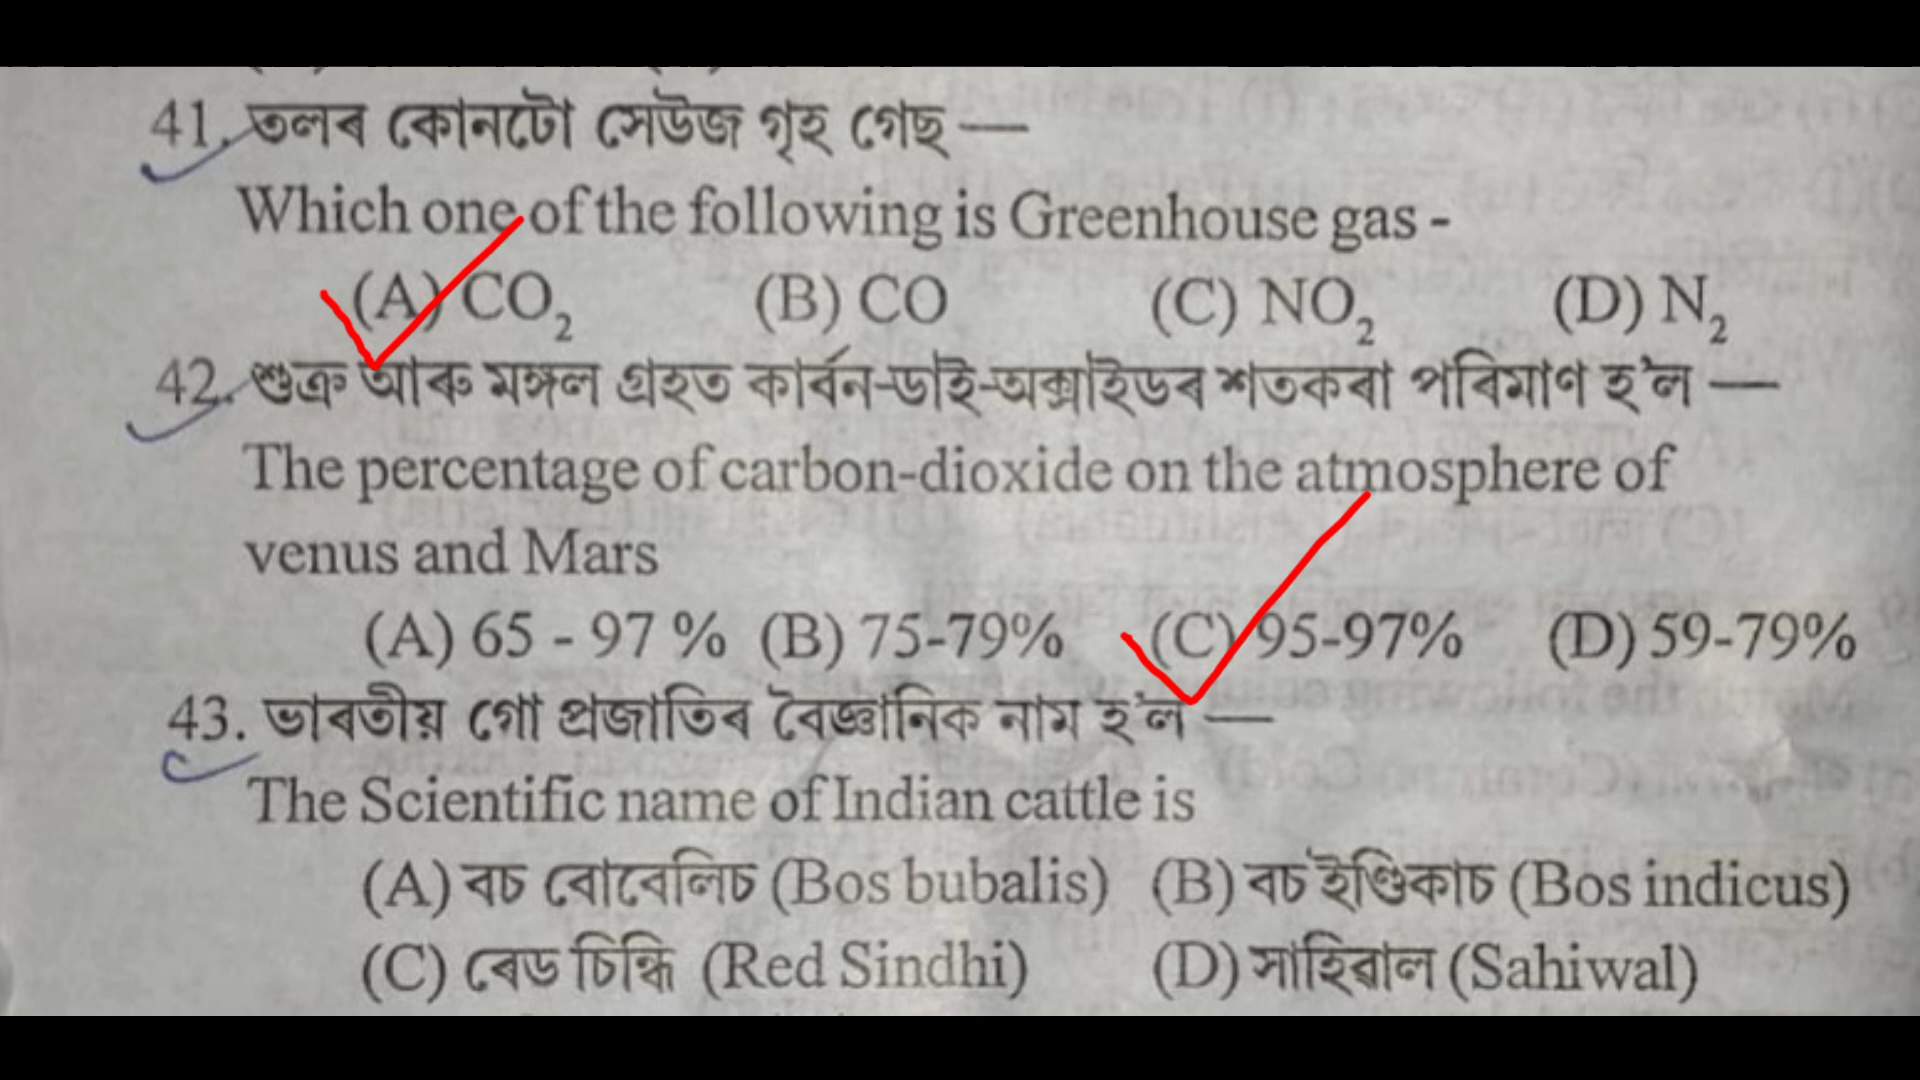 41. তলৰ কোনটো সেউজ গৃহ গেছ —
Which one of the following is Greenhouse gas -
(A) CO₂ (B) CO (C) NO₂ (D) N₂
42. শুক্ৰ আৰু মঙ্গল গ্ৰহত কাৰ্বন-ডাই-অক্সাইডৰ শতকৰা পৰিমাণ হ'ল —
The percentage of carbon-dioxide on the atmosphere of
venus and Mars
(A) 65 - 97 % (B) 75-79% (C) 95-97% (D) 59-79%
43. ভাৰতীয় গো প্ৰজাতিৰ বৈজ্ঞানিক নাম হ'ল —
The Scientific name of Indian cattle is
(A) বচ বোবেলিচ (Bos bubalis) (B) বচ ইণ্ডিকাচ (Bos indicus)
(C) ৰেড চিন্ধি (Red Sindhi) (D) সাহিৱাল (Sahiwal)